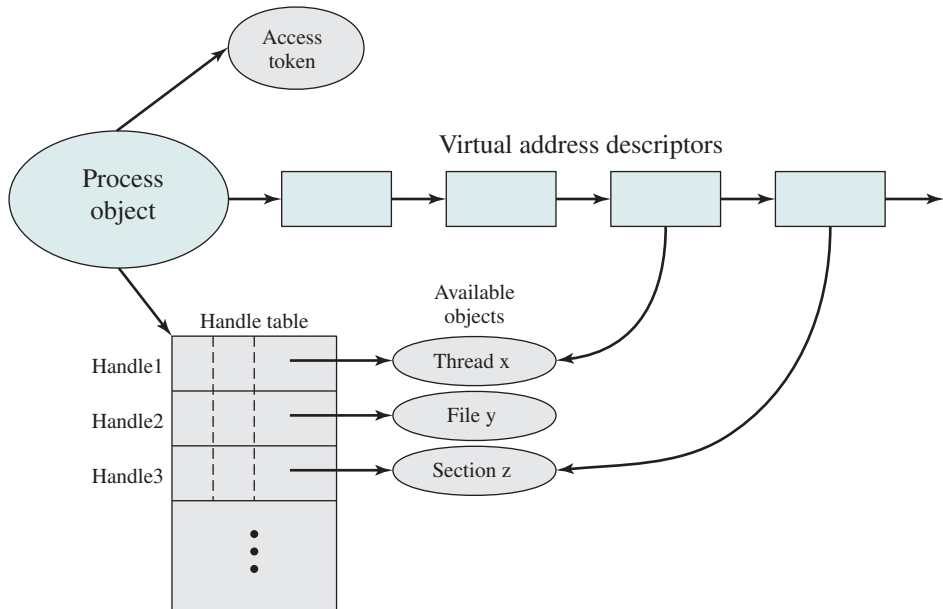 Access
token
Virtual address descriptors
Process
object
Available
objects
Handle table
Handle1
Thread x
Handle2
File y
Handle3
Section z